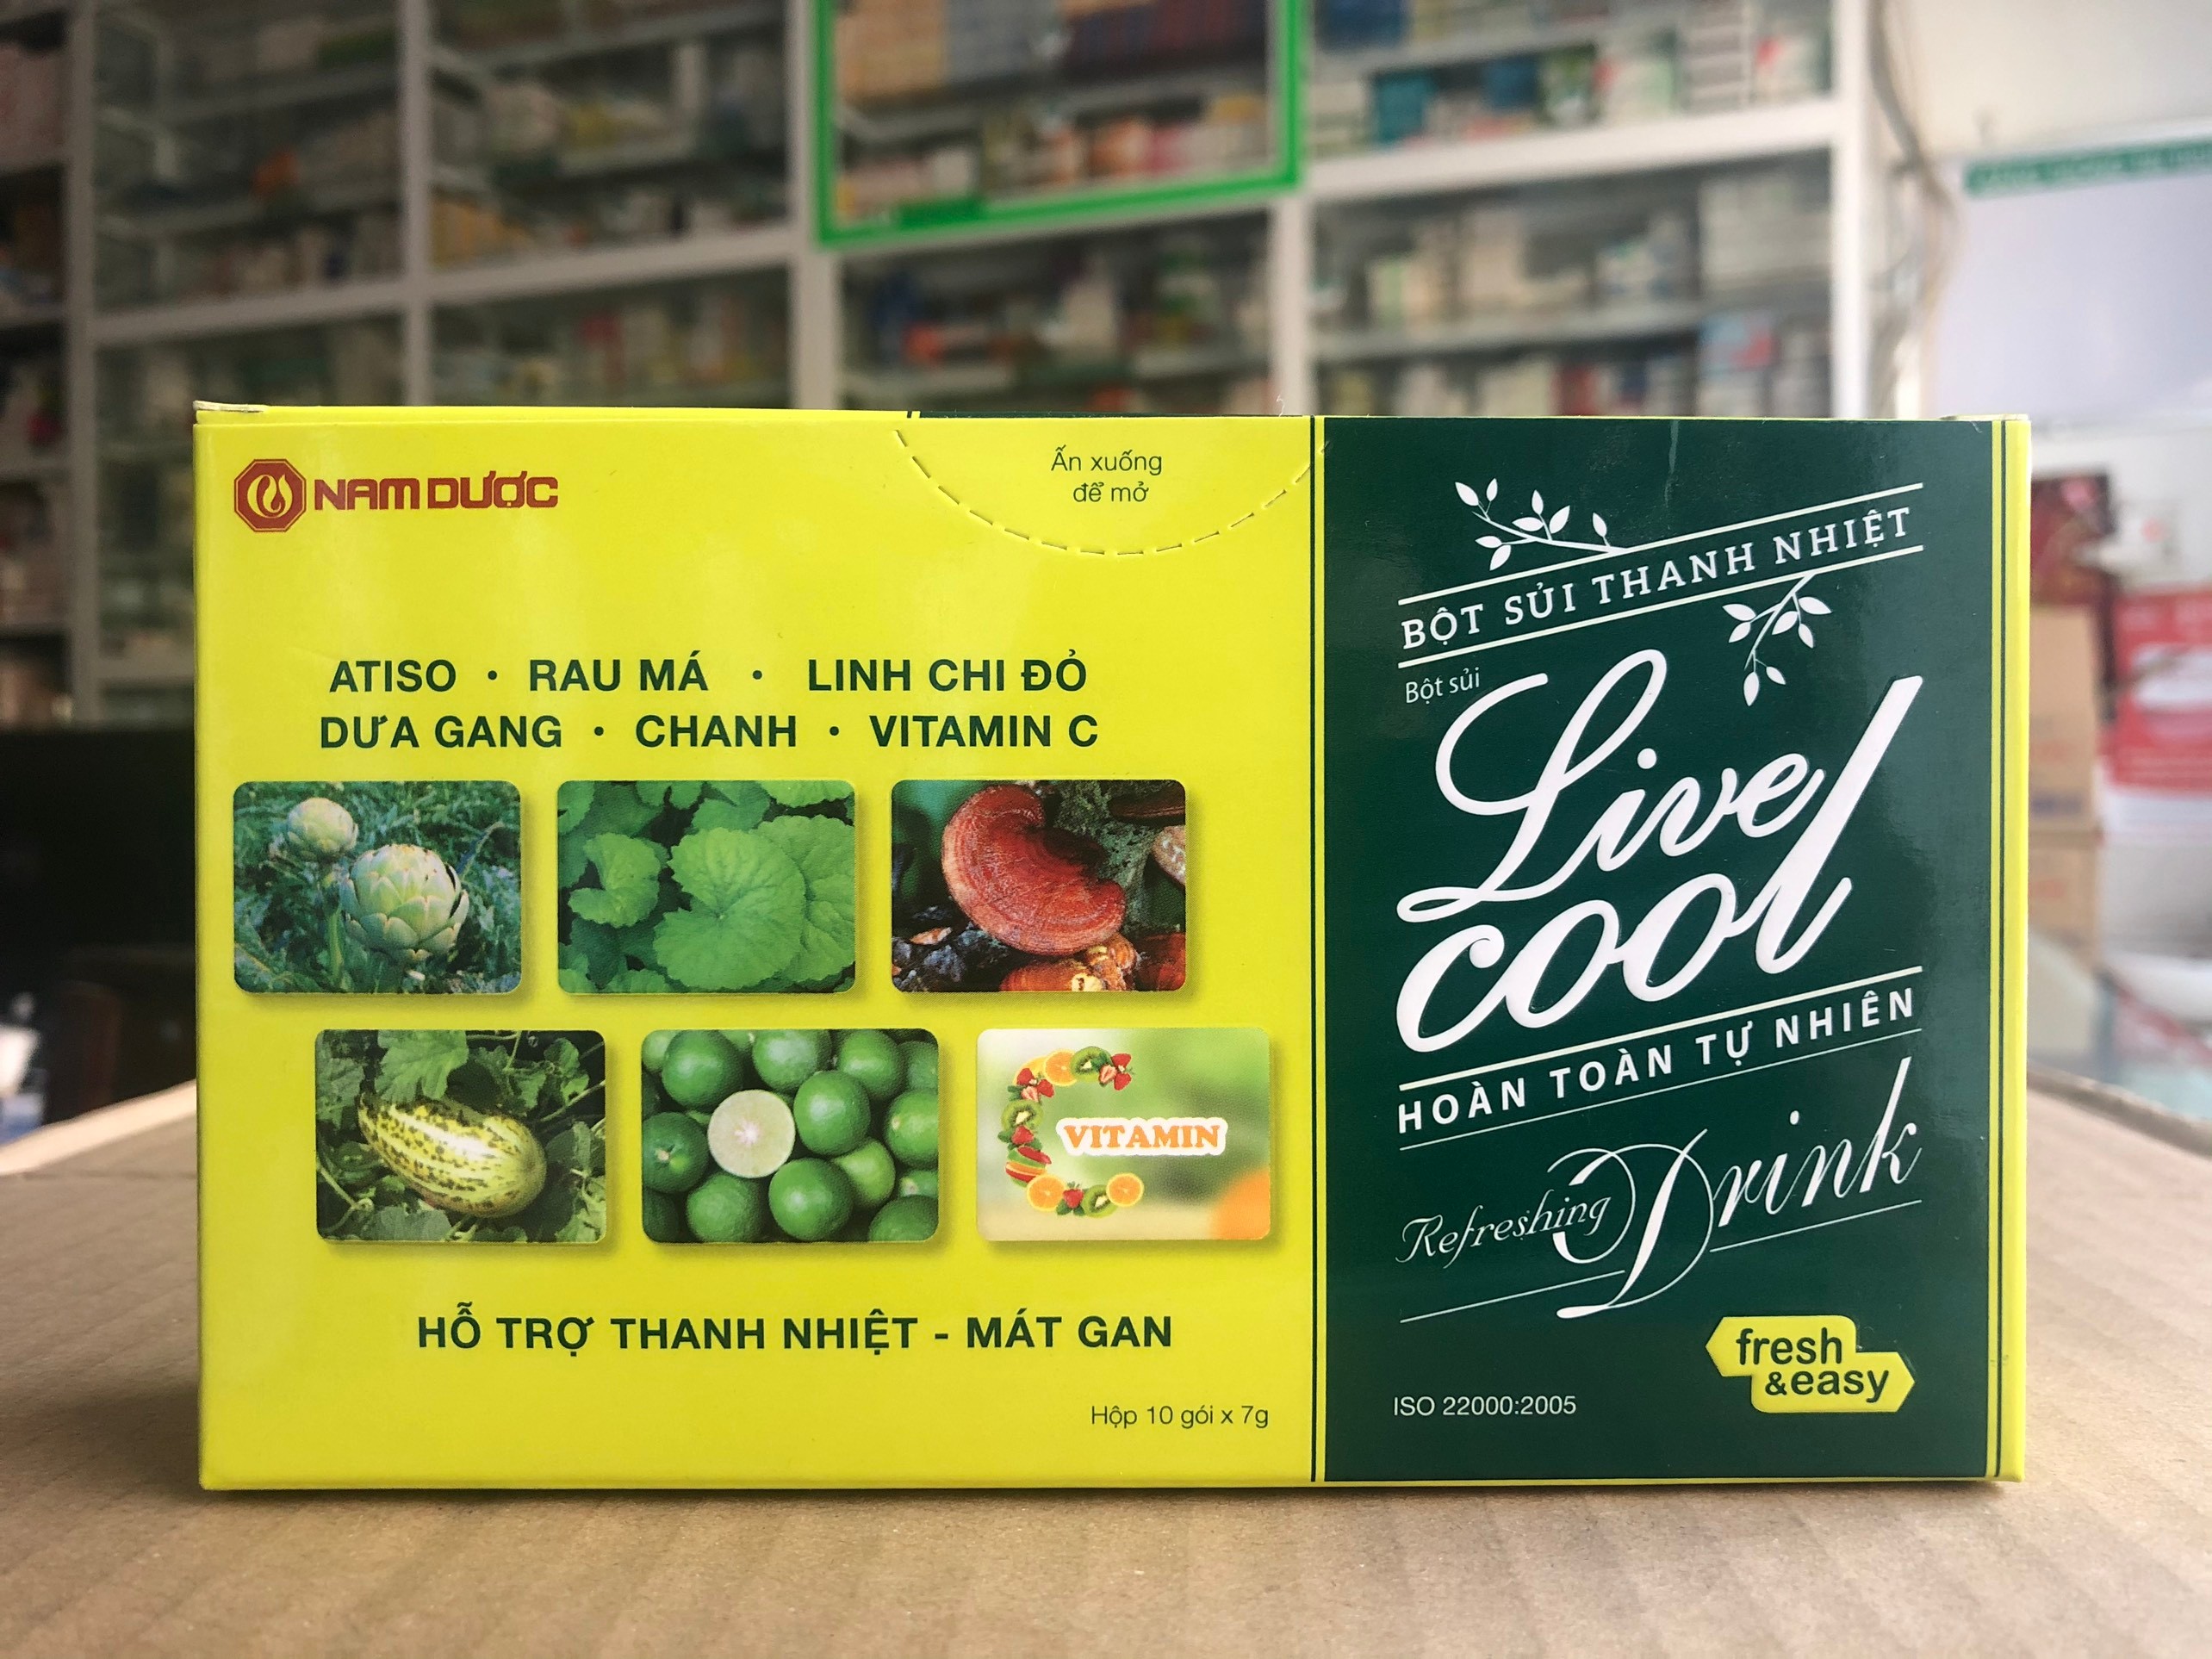 NAM DƯỢC
Ấn xuống
để mở
ATISO • RAU MÁ • LINH CHI ĐỎ
DƯA GANG • CHANH • VITAMIN C
VITAMIN
HỖ TRỢ THANH NHIỆT - MÁT GAN
Hộp 10 gói x 7g
BỘT SỦI THANH NHIỆT
Bột sủi
Live
cool
HOÀN TOÀN TỰ NHIÊN
Refreshing Drink
fresh
&easy
ISO 22000:2005